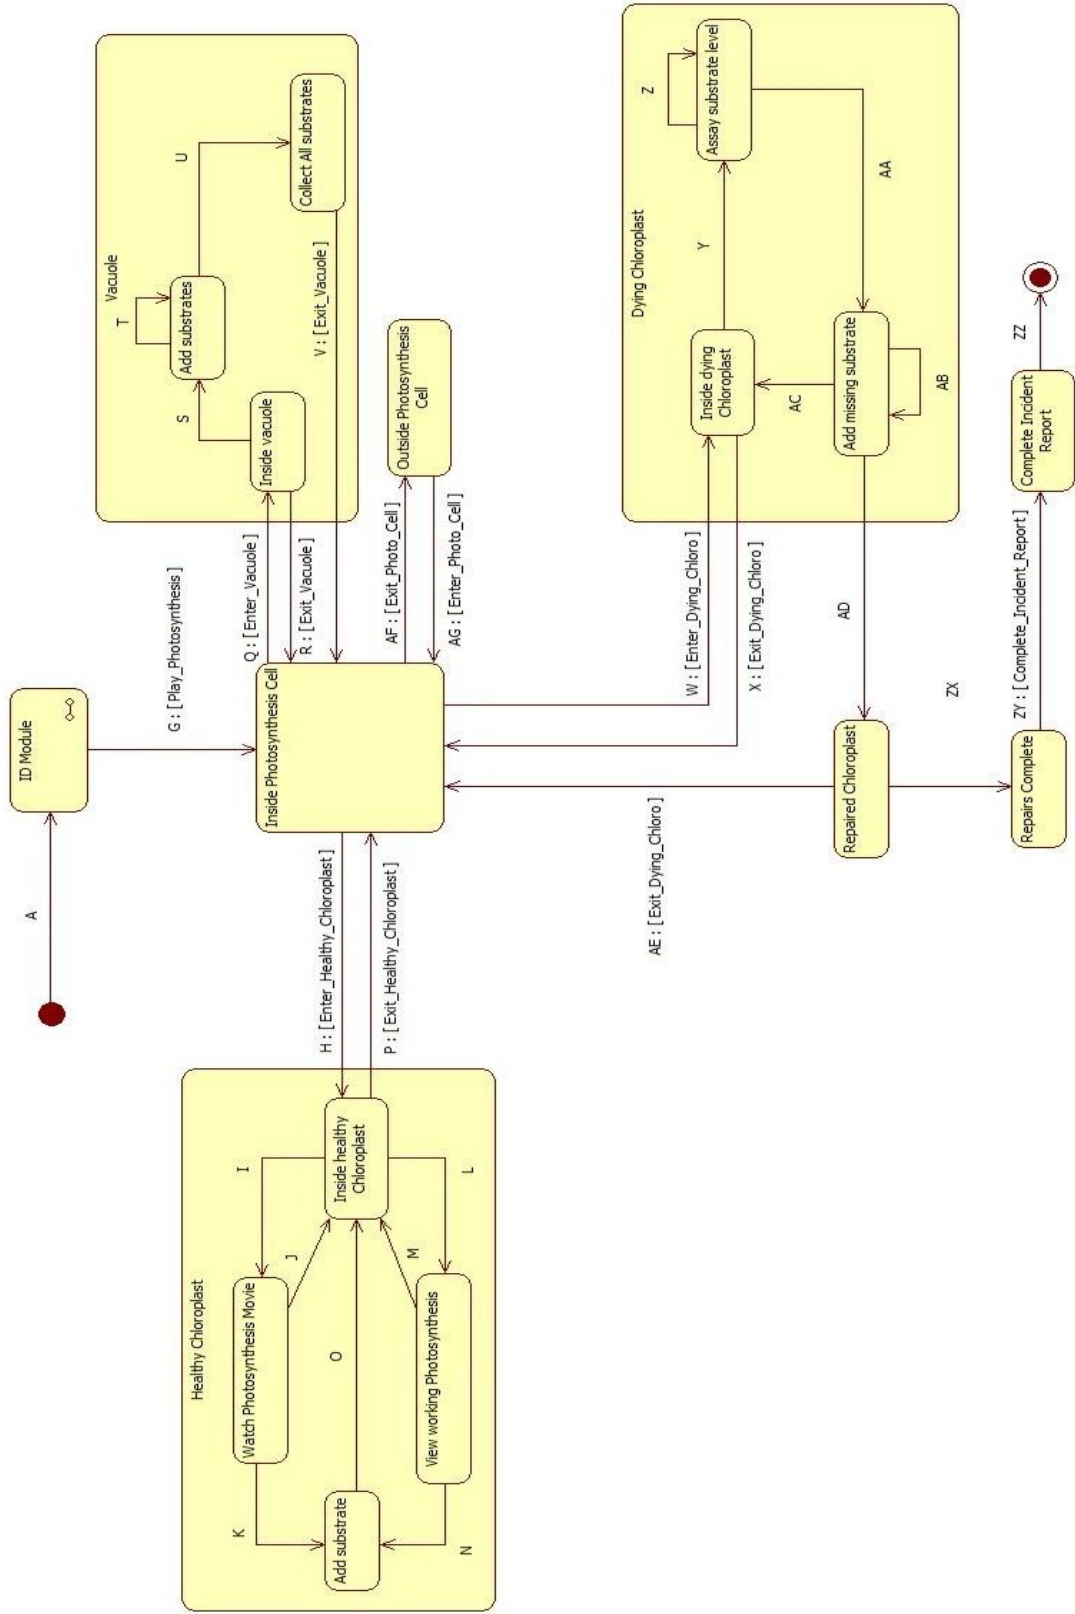 A
ID Module
G : [Play_Photosynthesis]
Healthy Chloroplast
Watch Photosynthesis Movie
Inside healthy
Chloroplast
Add substrate
View working Photosynthesis
I
J
K
L
M
N
O
H : [Enter_Healthy_Chloroplast]
P : [Exit_Healthy_Chloroplast]
Inside Photosynthesis Cell
Q : [Enter_Vacuole]
R : [Exit_Vacuole]
Vacuole
Inside vacuole
S
Add substrates
T
U
Collect All substrates
V : [Exit_Vacuole]
AF : [Exit_Photo_Cell]
AG : [Enter_Photo_Cell]
Outside Photosynthesis
Cell
W : [Enter_Dying_Chloro]
X : [Exit_Dying_Chloro]
Dying Chloroplast
Inside dying
Chloroplast
Y
Assay substrate level
Z
AA
Add missing substrate
AB
AC
AD
Repaired Chloroplast
AE : [Exit_Dying_Chloro]
ZX
Repairs Complete
ZY : [Complete_Incident_Report]
Complete Incident
Report
ZZ